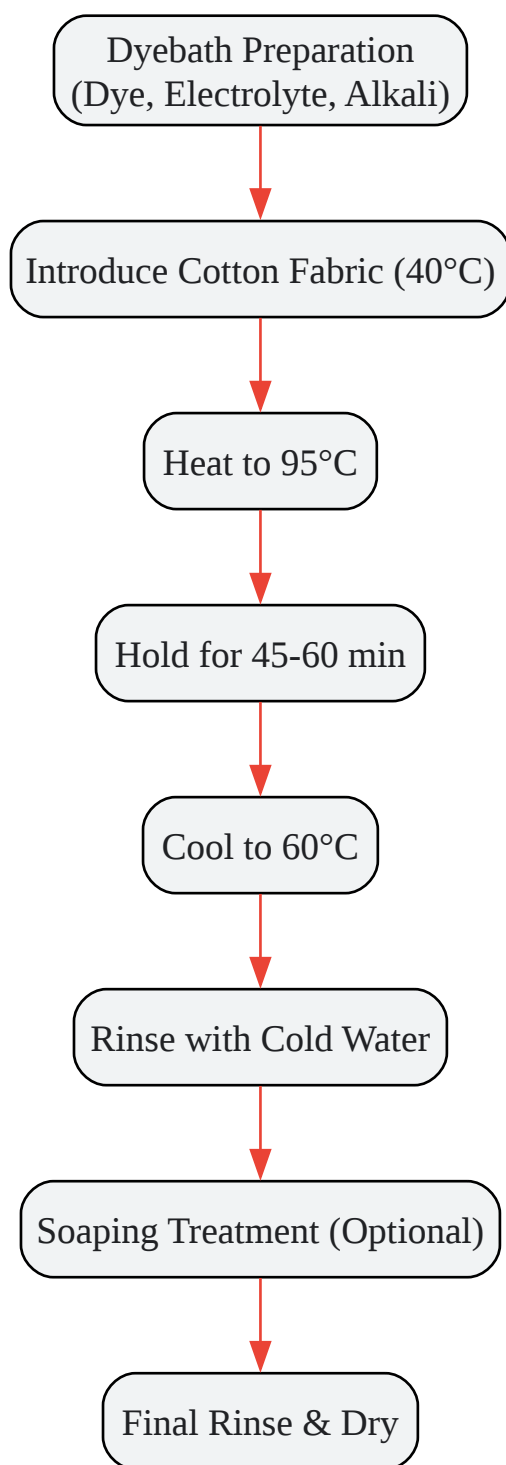 Dyebath Preparation
(Dye, Electrolyte, Alkali)
Introduce Cotton Fabric (40°C)
Heat to 95°C
Hold for 45-60 min
Cool to 60°C
Rinse with Cold Water
Soaping Treatment (Optional)
Final Rinse & Dry